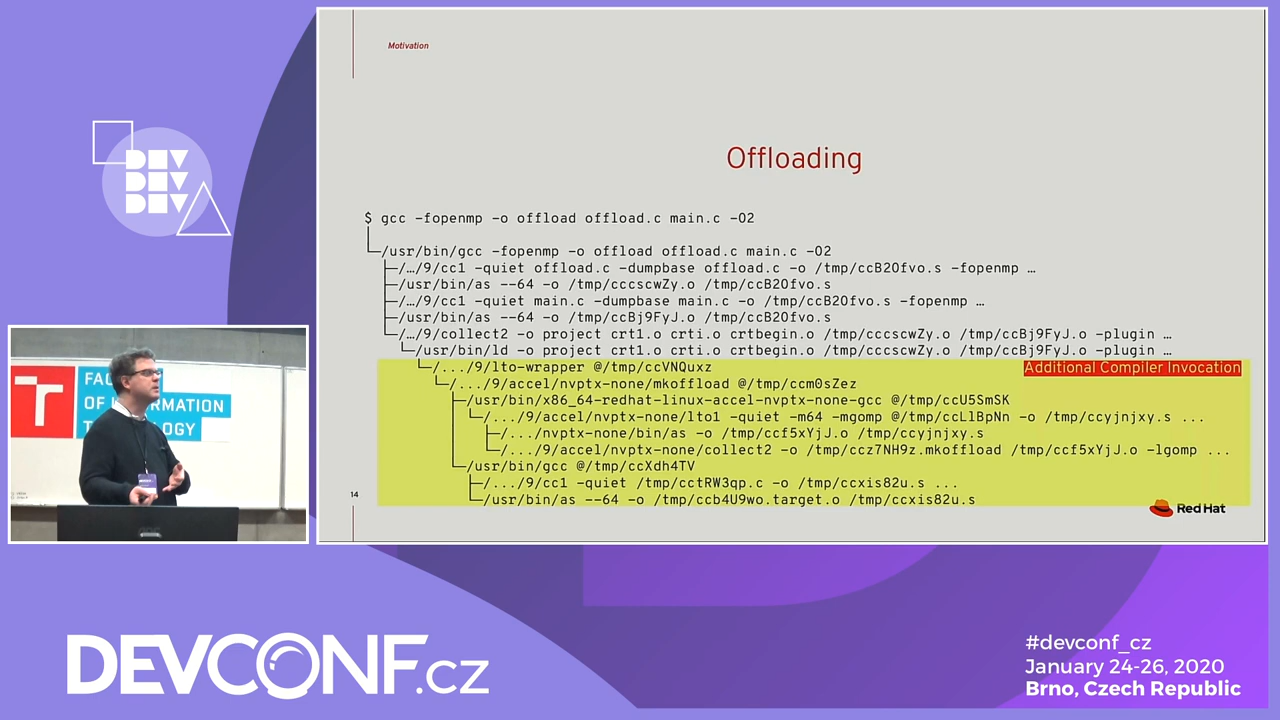 Motivation
Offloading
$ gcc -fopenmp -o offload offload.c main.c -O2
/usr/bin/gcc -fopenmp -o offload offload.c main.c -O2
/…/9/cc1 -quiet offload.c -dumpbase offload.c -o /tmp/ccB2Ofvo.s -fopenmp …
/usr/bin/as --64 -o /tmp/cccscwZy.o /tmp/ccB2Ofvo.s
/…/9/cc1 -quiet main.c -dumpbase main.c -o /tmp/ccB2Ofvo.s -fopenmp …
/usr/bin/as --64 -o /tmp/ccBj9FyJ.o /tmp/ccB2Ofvo.s
/…/9/collect2 -o project crt1.o crti.o crtbegin.o /tmp/cccscwZy.o /tmp/ccBj9FyJ.o -plugin …
/usr/bin/ld -o project crt1.o crti.o crtbegin.o /tmp/cccscwZy.o /tmp/ccBj9FyJ.o -plugin …
/.../9/lto-wrapper @/tmp/ccVNQuxz
Additional Compiler Invocation
/.../9/accel/nvptx-none/mkoffload @/tmp/ccm0sZez
/usr/bin/x86_64-redhat-linux-accel-nvptx-none-gcc @/tmp/ccU5SmSK
/.../9/accel/nvptx-none/lto1 -quiet -m64 -mgomp @/tmp/ccLlBpNn -o /tmp/ccyjnjxy.s ...
/.../nvptx-none/bin/as -o /tmp/ccf5xYjJ.o /tmp/ccyjnjxy.s
/.../9/accel/nvptx-none/collect2 -o /tmp/ccz7NH9z.mkoffload /tmp/ccf5xYjJ.o -lgomp ...
/usr/bin/gcc @/tmp/ccXdh4TV
/.../9/cc1 -quiet /tmp/cctRW3qp.c -o /tmp/ccxis82u.s ...
/usr/bin/as --64 -o /tmp/ccb4U9wo.target.o /tmp/ccxis82u.s
14
Red Hat
DEV
DEV
DEV
T
OF INFORMATION
DEVCONF.cz
#devconf_cz
January 24-26, 2020
Brno, Czech Republic